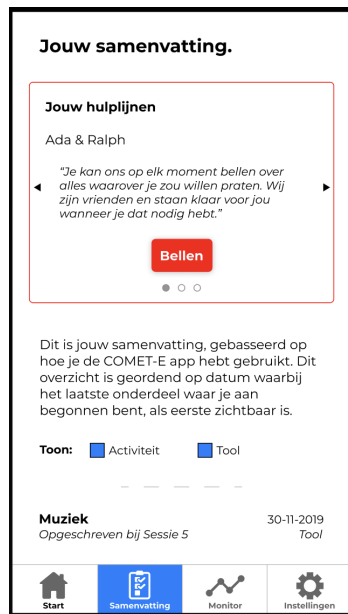 Jouw samenvatting.
Jouw hulplijnen
Ada & Ralph
“Je kan ons op elk moment bellen over
alles waarover je zou willen praten. Wij
zijn vrienden en staan klaar voor jou
wanneer je dat nodig hebt.”
Bellen
Dit is jouw samenvatting, gebasseerd op
hoe je de COMET-E app hebt gebruikt. Dit
overzicht is geordend op datum waarbij
het laatste onderdeel waar je aan
begonnen bent, als eerste zichtbaar is.
Toon: Activiteit Tool
Muziek 30-11-2019
Opgeschreven bij Sessie 5 Tool
Start Samenvatting Monitor Instellingen